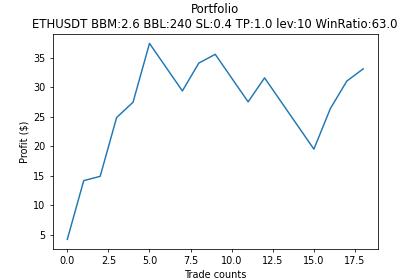 Portfolio
ETHUSDT BBM:2.6 BBL:240 SL:0.4 TP:1.0 lev:10 WinRatio:63.0
35
30
25
20
15
10
5
Profit ($)
0.0 2.5 5.0 7.5 10.0 12.5 15.0 17.5
Trade counts